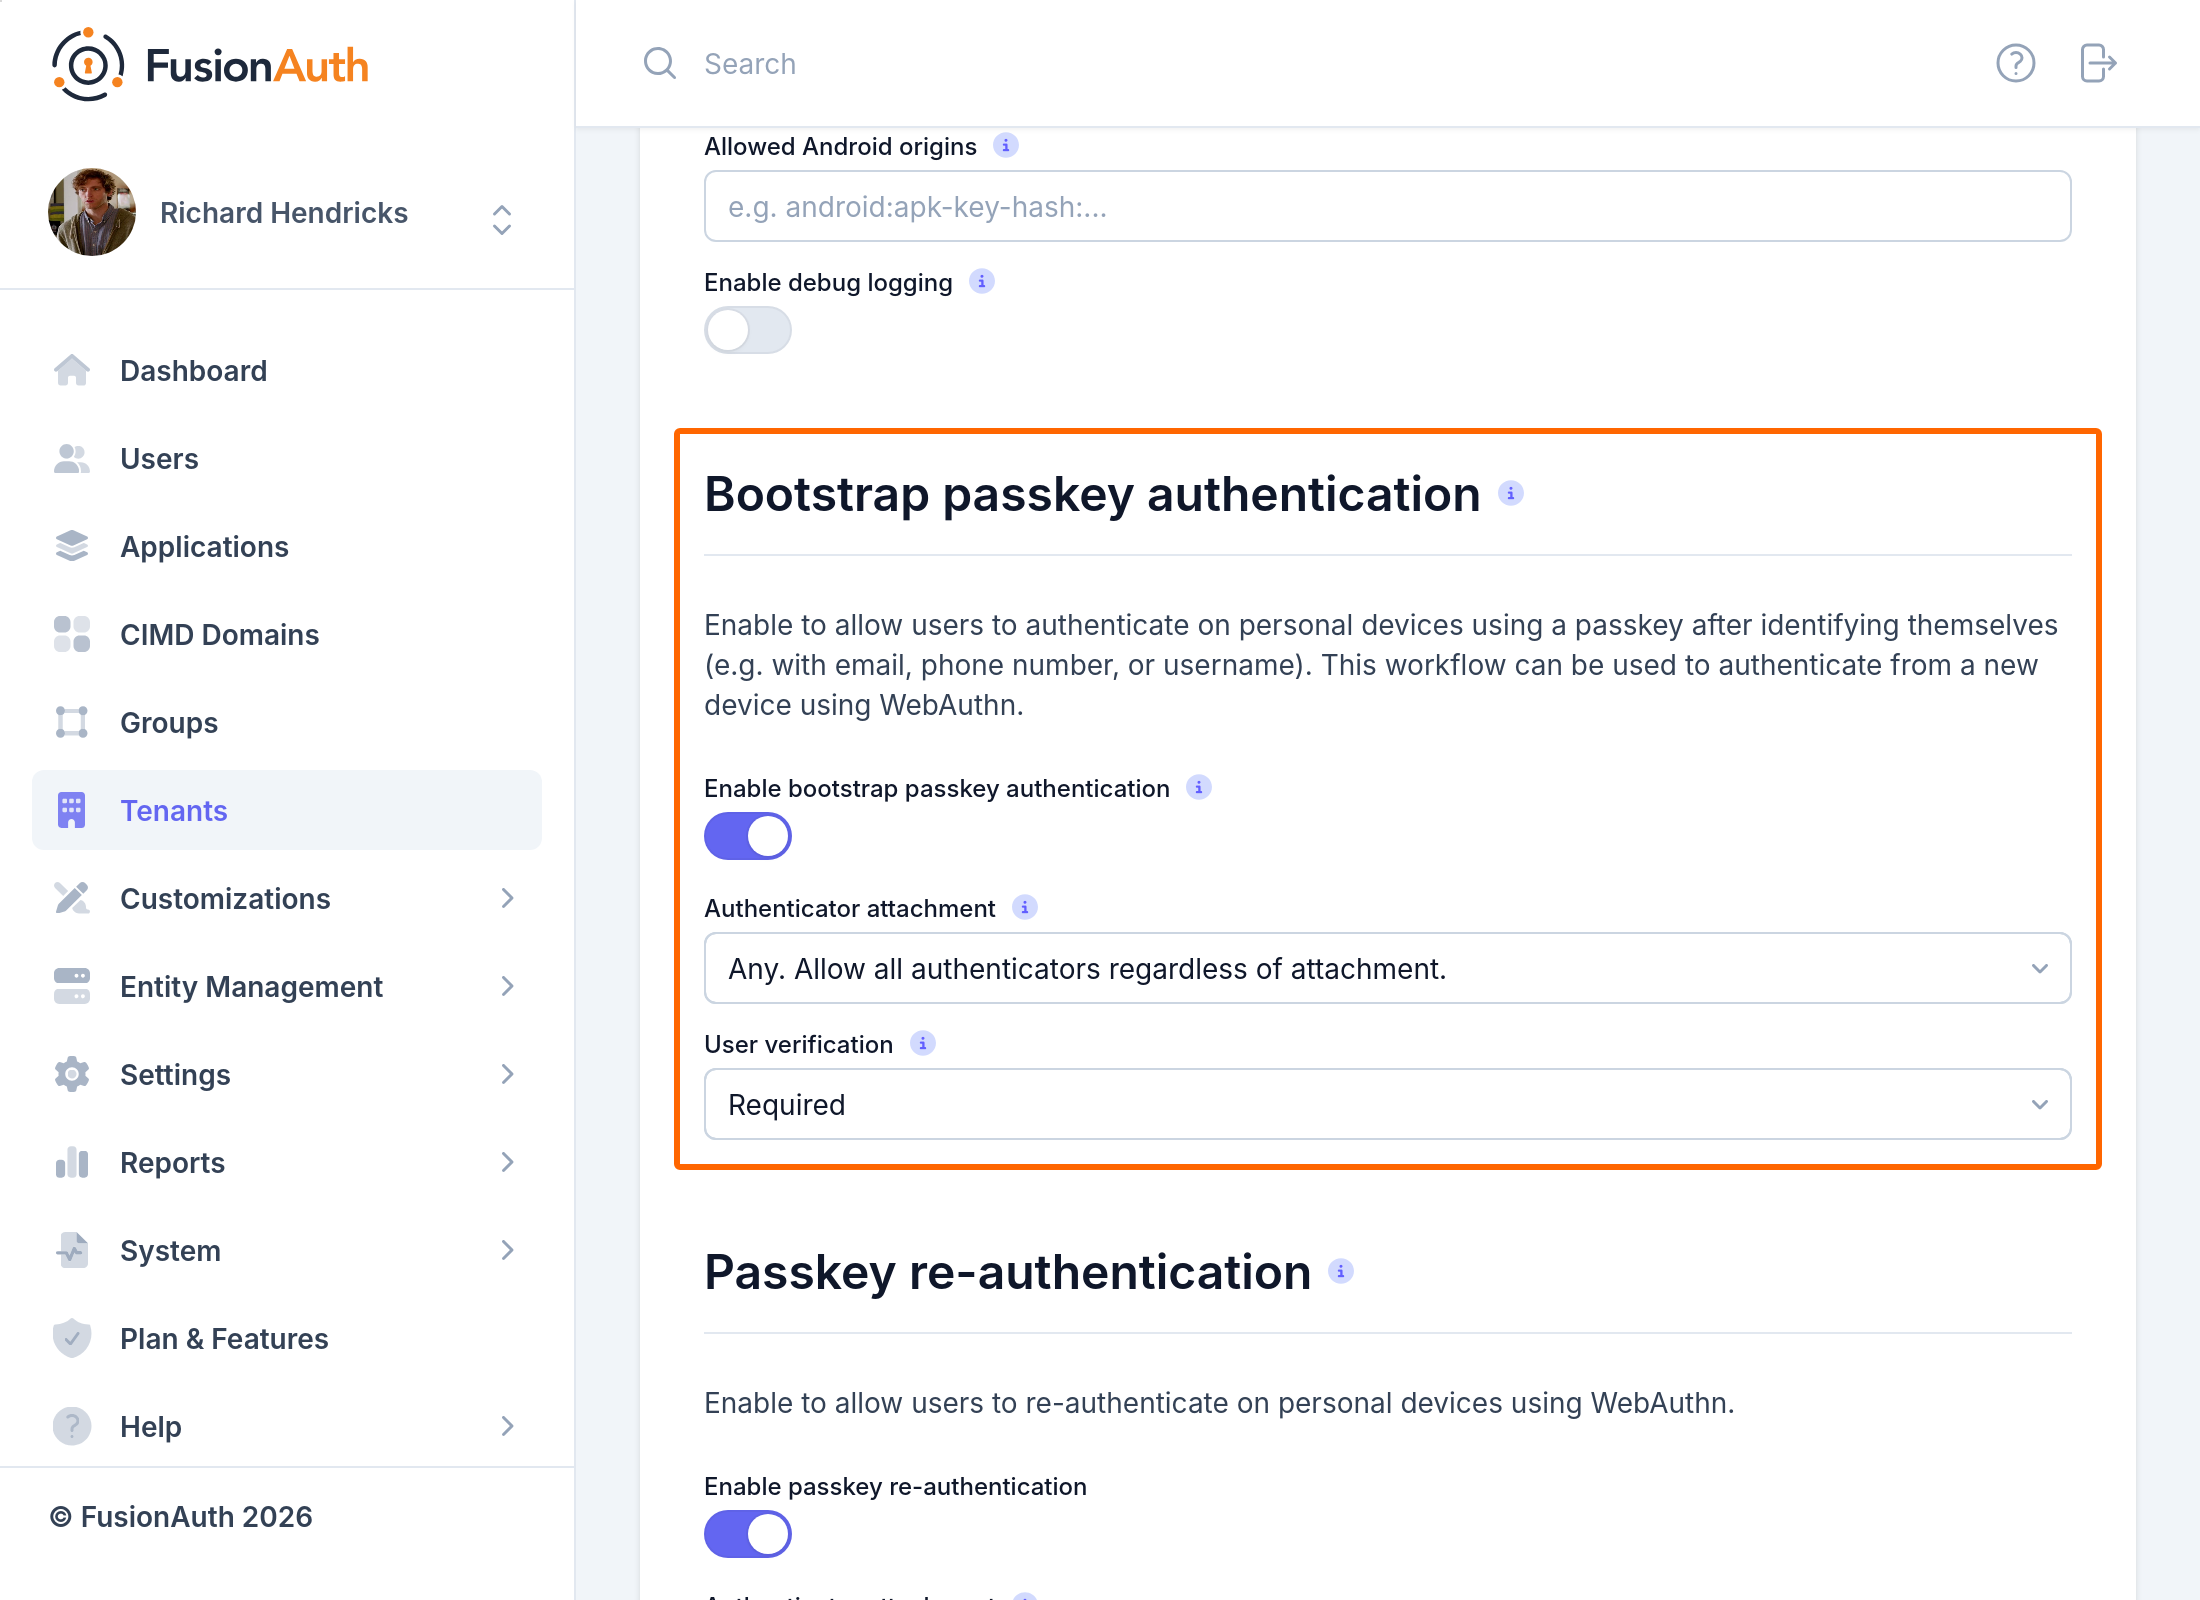 FusionAuth
Search
Richard Hendricks
Dashboard
Users
Applications
CIMD Domains
Groups
Tenants
Customizations
Entity Management
Settings
Reports
System
Plan & Features
Help
© FusionAuth 2026
Allowed Android origins
e.g. android:apk-key-hash:...
Enable debug logging
Bootstrap passkey authentication
Enable to allow users to authenticate on personal devices using a passkey after identifying themselves
(e.g. with email, phone number, or username). This workflow can be used to authenticate from a new
device using WebAuthn.
Enable bootstrap passkey authentication
Authenticator attachment
Any. Allow all authenticators regardless of attachment.
User verification
Required
Passkey re-authentication
Enable to allow users to re-authenticate on personal devices using WebAuthn.
Enable passkey re-authentication